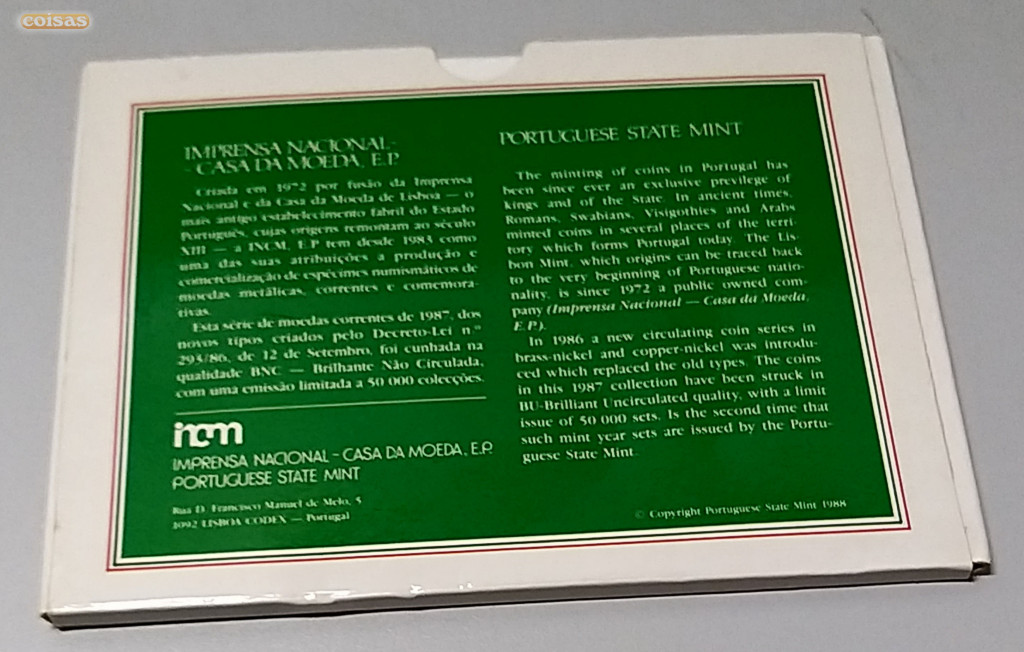 coisas
IMPRENSA NACIONAL-
- CASA DA MOEDA, E.P.
Criada em 1972 por fusão da Imprensa
Nacional e da Casa da Moeda de Lisboa — o
mais antigo estabelecimento fabril do Estado
Português, cujas origens remontam ao século
XIII — a INCM, E.P. tem desde 1983 como
uma das suas atribuições a produção e
comercialização de espécimes numismáticos de
moedas metálicas, correntes e comemora-
tivas.
Esta série de moedas correntes de 1987, dos
novos tipos criados pelo Decreto-Lei n.º
293/86, de 12 de Setembro, foi cunhada na
qualidade BNC — Brilhante Não Circulada,
com uma emissão limitada a 50 000 colecções.
incm
IMPRENSA NACIONAL - CASA DA MOEDA, E.P.
PORTUGUESE STATE MINT
Rua D. Francisco Manuel de Melo, 5
1092 LISBOA CODEX — Portugal
PORTUGUESE STATE MINT
The minting of coins in Portugal has
been since ever an exclusive previlege of
kings and of the State. In ancient times,
Romans, Swabians, Visigothics and Arabs
minted coins in several places of the terri-
tory which forms Portugal today. The Lis-
bon Mint, which origins can be traced back
to the very beginning of Portuguese natio-
nality, is since 1972 a public owned com-
pany (Imprensa Nacional — Casa da Moeda,
E.P.).
In 1986 a new circulating coin series in
brass-nickel and copper-nickel was introdu-
ced which replaced the old types. The coins
in this 1987 collection have been struck in
BU-Brilliant Uncirculated quality, with a limit
issue of 50 000 sets. Is the second time that
such mint year sets are issued by the Portu-
guese State Mint.
© Copyright Portuguese State Mint 1988